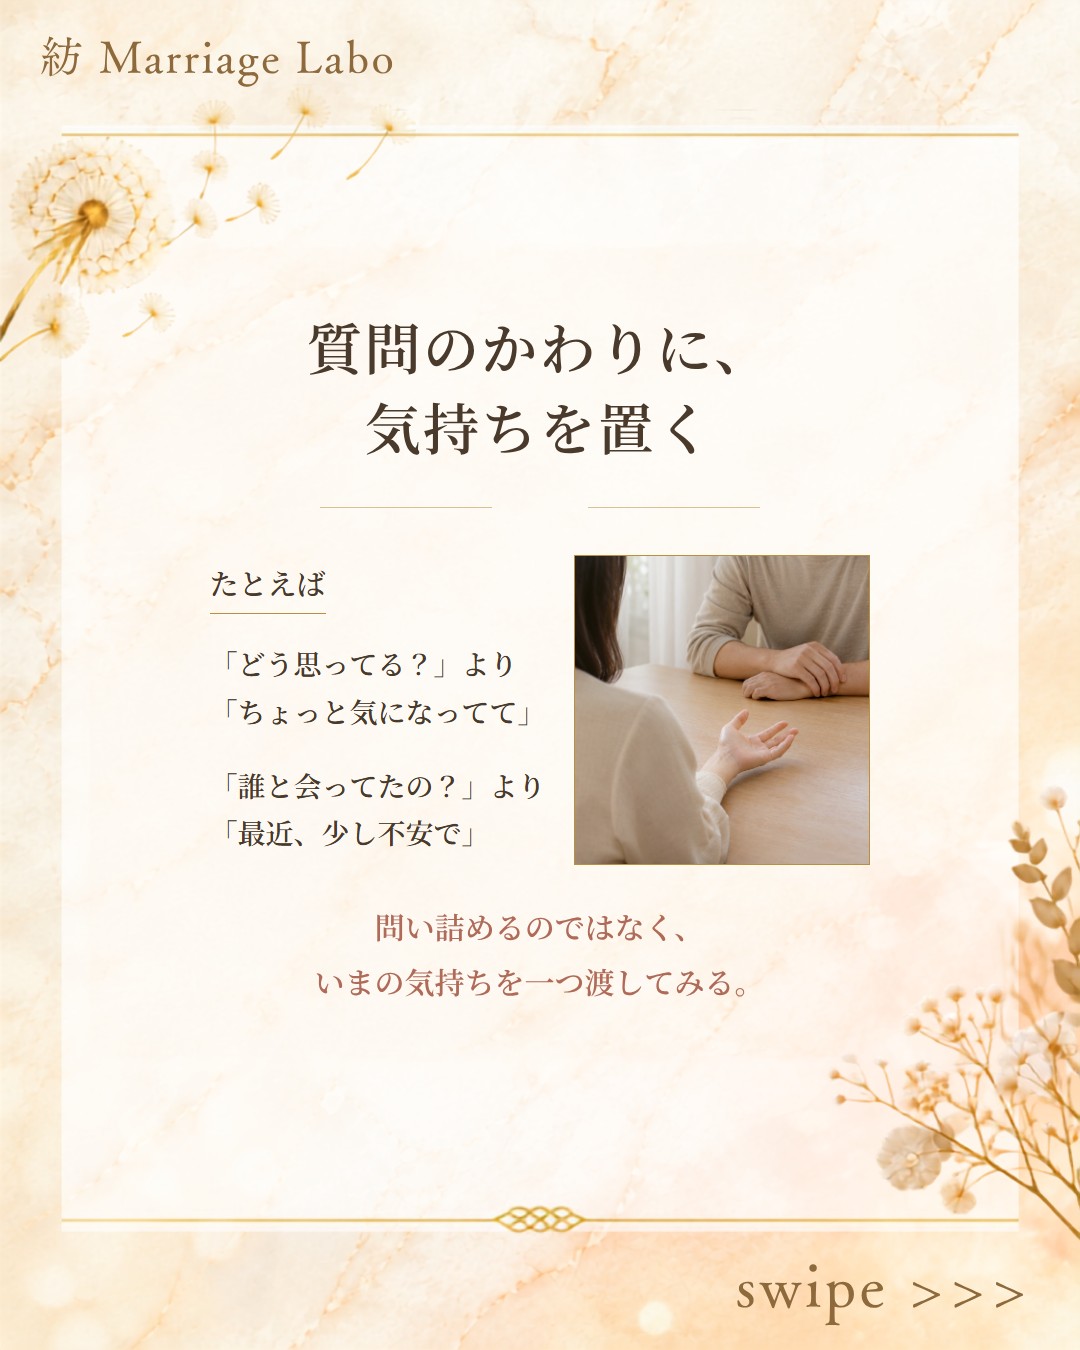 紡 Marriage Labo
質問のかわりに、
気持ちを置く
たとえば
「どう思ってる？」より
「ちょっと気になってて」
「誰と会ってたの？」より
「最近、少し不安で」
問い詰めるのではなく、
いまの気持ちを一つ渡してみる。
swipe >>>